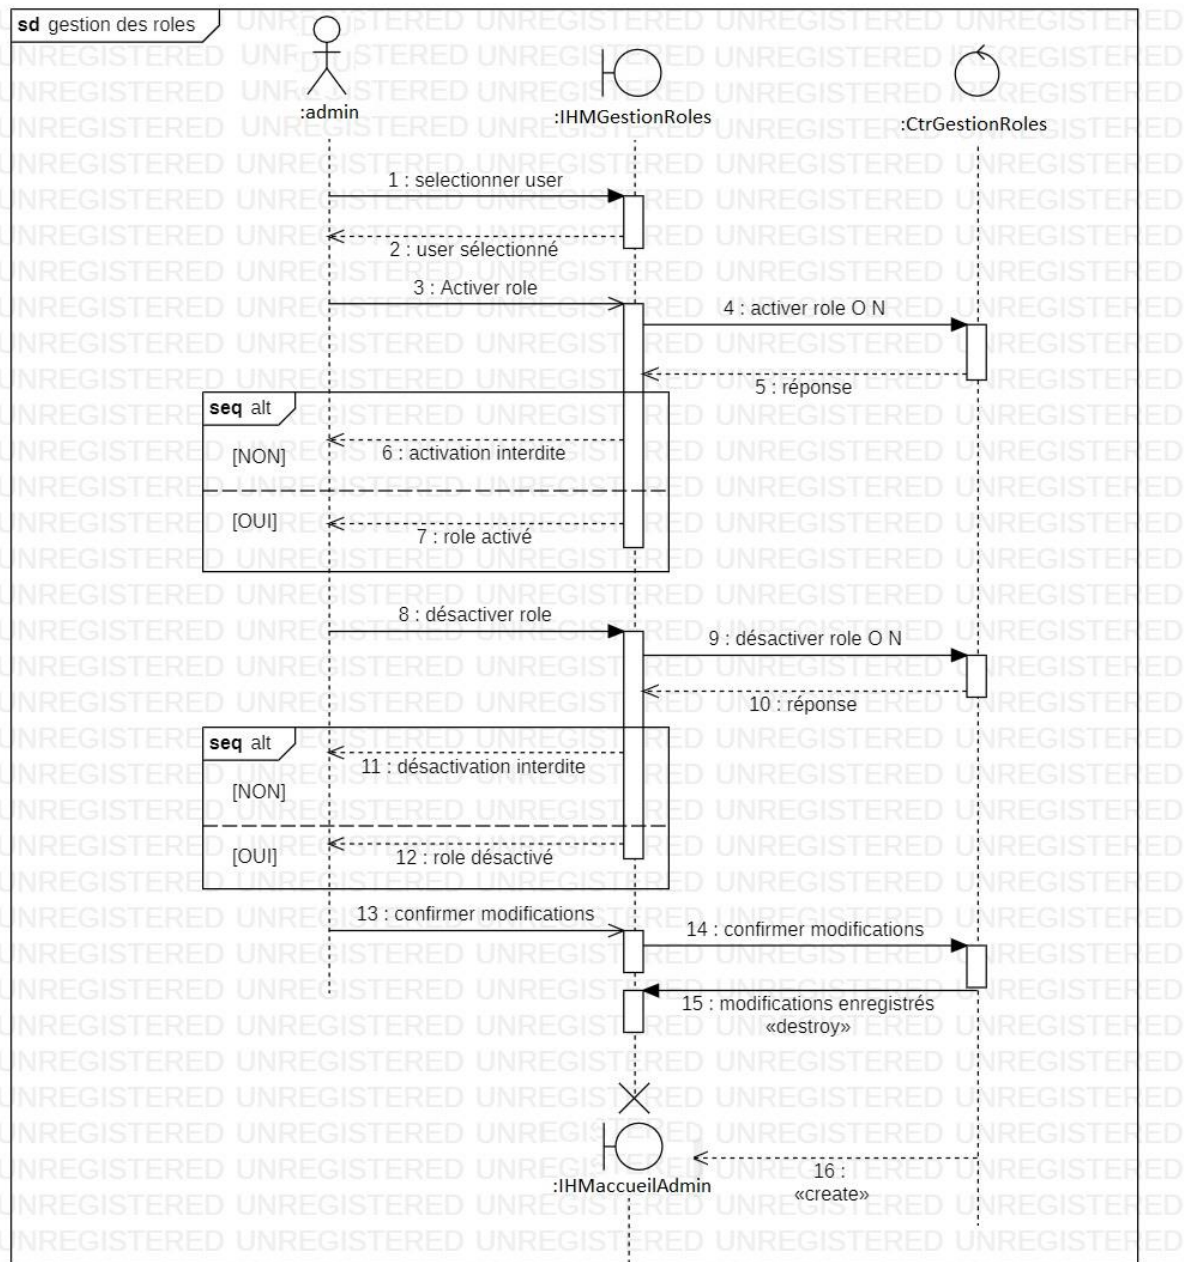 sd gestion des roles
:admin
:IHMGestionRoles
:CtrGestionRoles
1 : selectionner user
2 : user sélectionné
3 : Activer role
4 : activer role O N
5 : réponse
seq alt
[NON]
6 : activation interdite
[OUI]
7 : role activé
8 : désactiver role
9 : désactiver role O N
10 : réponse
seq alt
11 : désactivation interdite
[NON]
[OUI]
12 : role désactivé
13 : confirmer modifications
14 : confirmer modifications
15 : modifications enregistrés
«destroy»
:IHMaccueilAdmin
16 :
«create»
UNREGISTERED